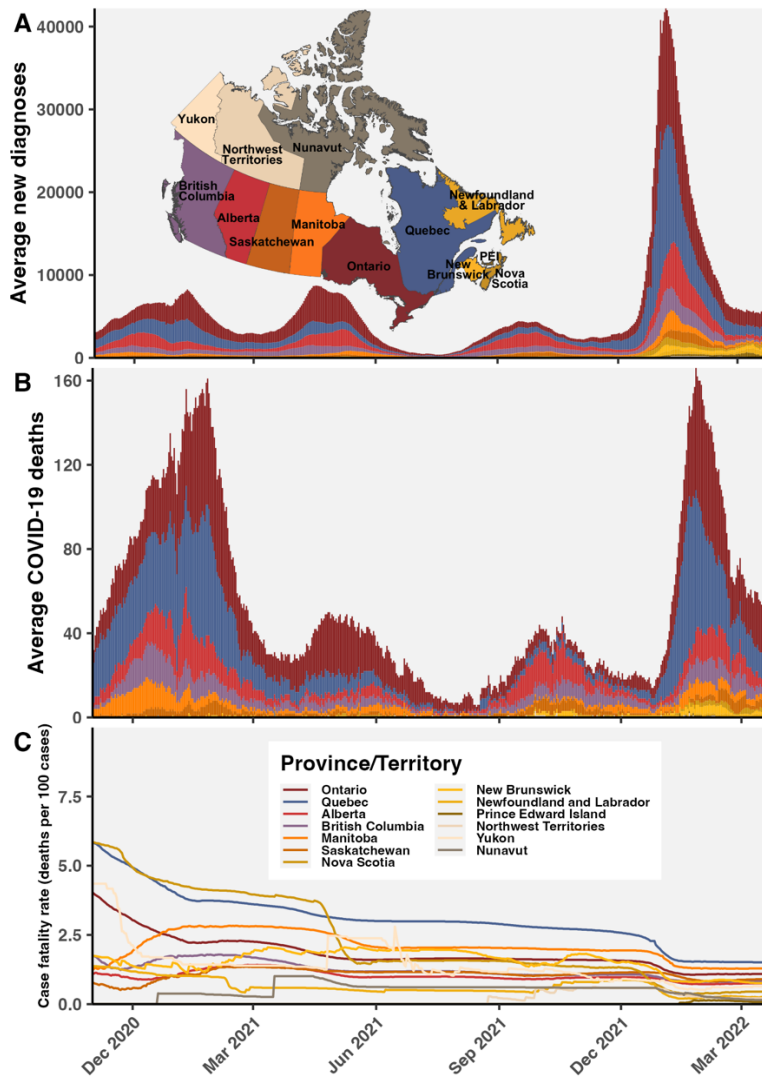 A
Average new diagnoses
40000
30000
20000
10000
0
Yukon
Northwest
Territories
Nunavut
British
Columbia
Alberta
Saskatchewan
Manitoba
Ontario
Quebec
Newfoundland
& Labrador
PEI
New
Brunswick
Nova
Scotia
B
Average COVID-19 deaths
160
120
80
40
0
C
Case fatality rate (deaths per 100 cases)
7.5
5.0
2.5
0.0
Province/Territory
Ontario
Quebec
Alberta
British Columbia
Manitoba
Saskatchewan
Nova Scotia
New Brunswick
Newfoundland and Labrador
Prince Edward Island
Northwest Territories
Yukon
Nunavut
Dec 2020
Mar 2021
Jun 2021
Sep 2021
Dec 2021
Mar 2022